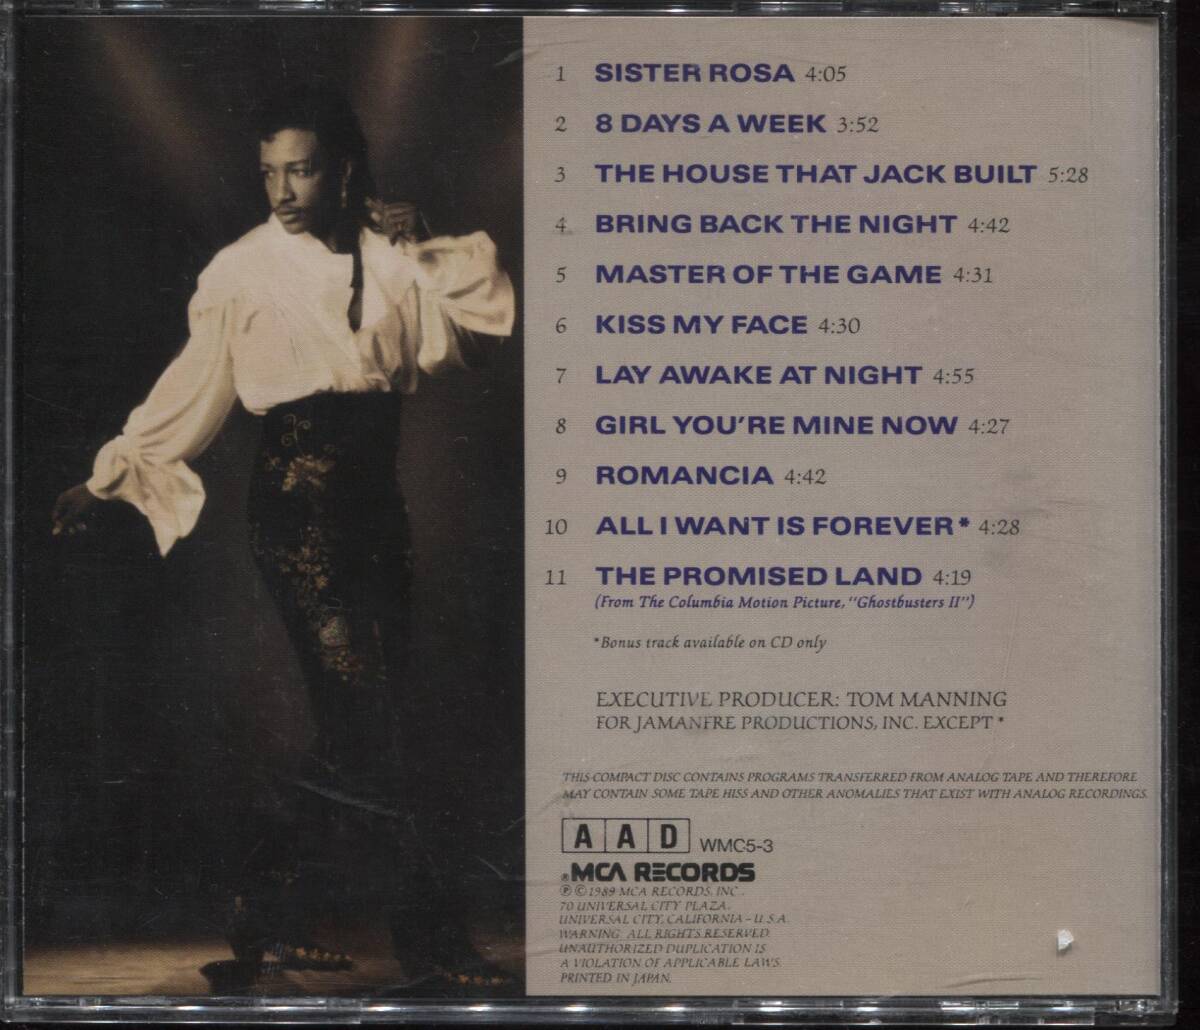 1 SISTER ROSA 4:05
2 8 DAYS A WEEK 3:52
3 THE HOUSE THAT JACK BUILT 5:28
4 BRING BACK THE NIGHT 4:42
5 MASTER OF THE GAME 4:31
6 KISS MY FACE 4:30
7 LAY AWAKE AT NIGHT 4:55
8 GIRL YOU'RE MINE NOW 4:27
9 ROMANCIA 4:42
10 ALL I WANT IS FOREVER* 4:28
11 THE PROMISED LAND 4:19
(From The Columbia Motion Picture, "Ghostbusters II")
*Bonus track available on CD only
EXECUTIVE PRODUCER: TOM MANNING
FOR JAMANFRE PRODUCTIONS, INC. EXCEPT *
THIS COMPACT DISC CONTAINS PROGRAMS TRANSFERRED FROM ANALOG TAPE AND THEREFORE
MAY CONTAIN SOME TAPE HISS AND OTHER ANOMALIES THAT EXIST WITH ANALOG RECORDINGS.
A A D WMC5-3
®MCA RECORDS
℗ © 1989 MCA RECORDS, INC.
70 UNIVERSAL CITY PLAZA.
UNIVERSAL CITY, CALIFORNIA – U.S.A.
WARNING: ALL RIGHTS RESERVED.
UNAUTHORIZED DUPLICATION IS
A VIOLATION OF APPLICABLE LAWS.
PRINTED IN JAPAN.